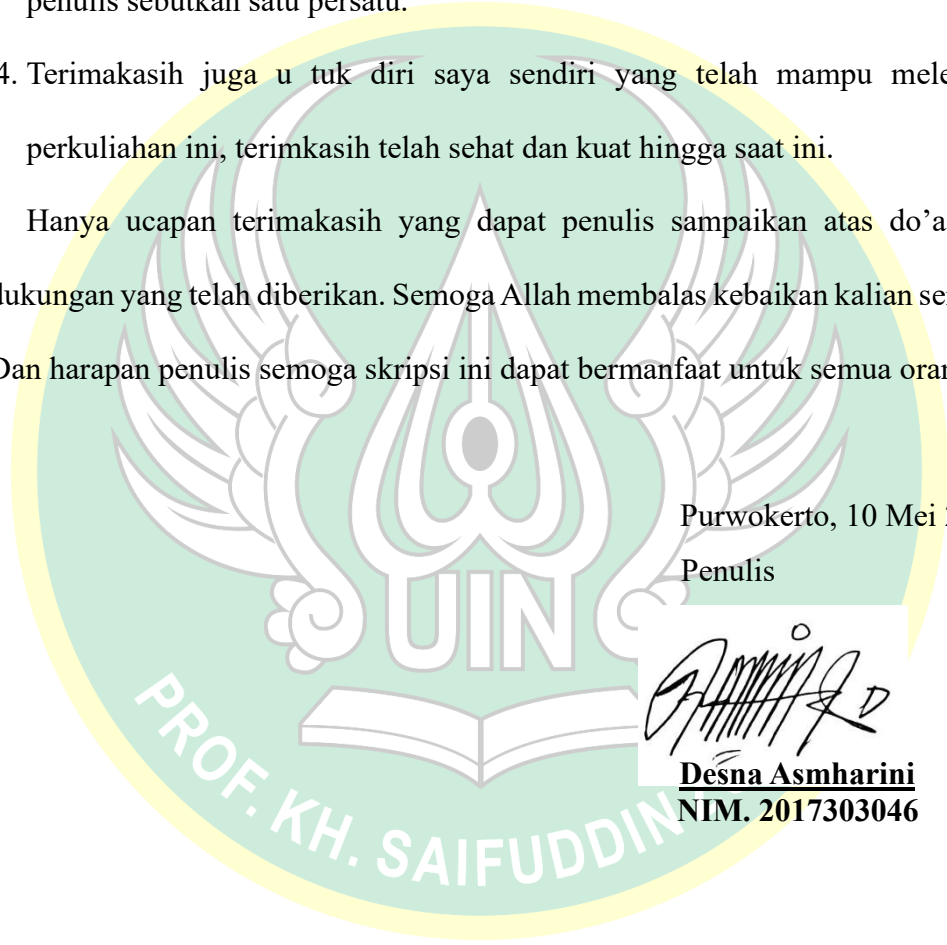 penulis sebutkan satu persatu.
4. Terimakasih juga u tuk diri saya sendiri yang telah mampu mele
perkuliahan ini, terimkasih telah sehat dan kuat hingga saat ini.
Hanya ucapan terimakasih yang dapat penulis sampaikan atas do’a
dukungan yang telah diberikan. Semoga Allah membalas kebaikan kalian
Dan harapan penulis semoga skripsi ini dapat bermanfaat untuk semua
Purwokerto, 10 Mei
Penulis
Desna Asmharini
NIM. 2017303046
UIN
PROF. KH. SAIFUDDIN